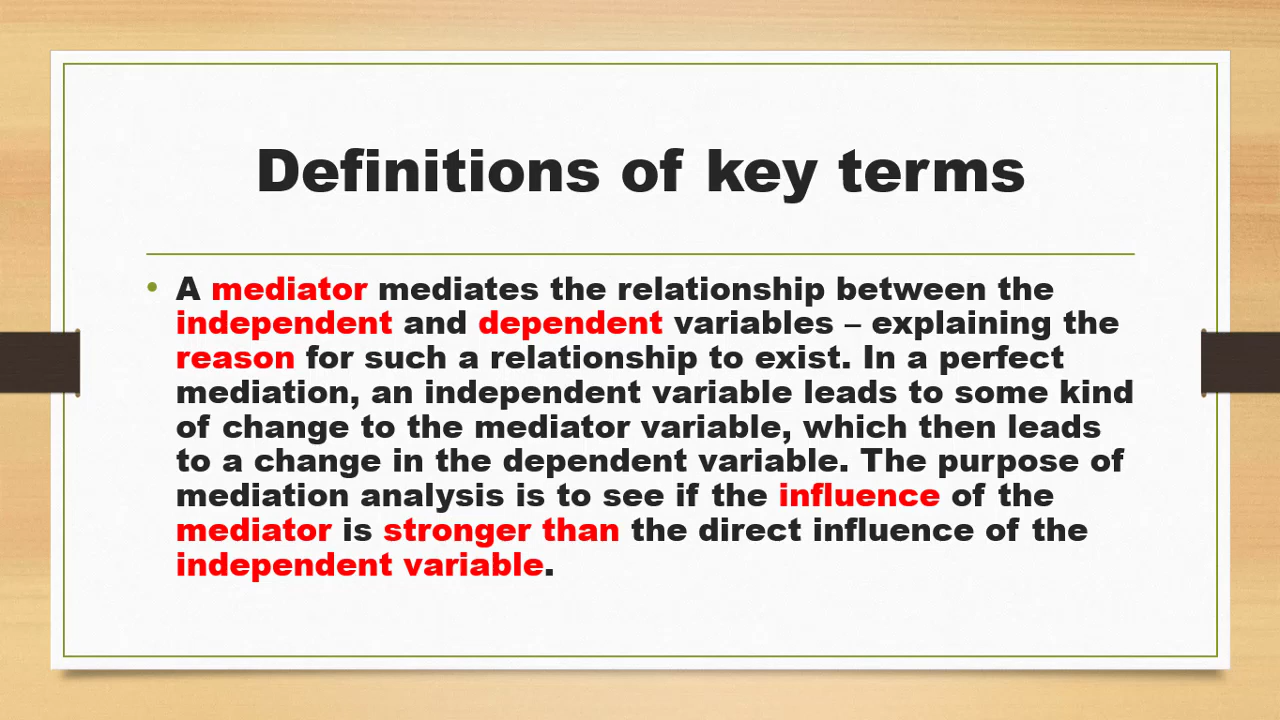 Definitions of key terms
• A mediator mediates the relationship between the
independent and dependent variables – explaining the
reason for such a relationship to exist. In a perfect
mediation, an independent variable leads to some kind
of change to the mediator variable, which then leads
to a change in the dependent variable. The purpose of
mediation analysis is to see if the influence of the
mediator is stronger than the direct influence of the
independent variable.